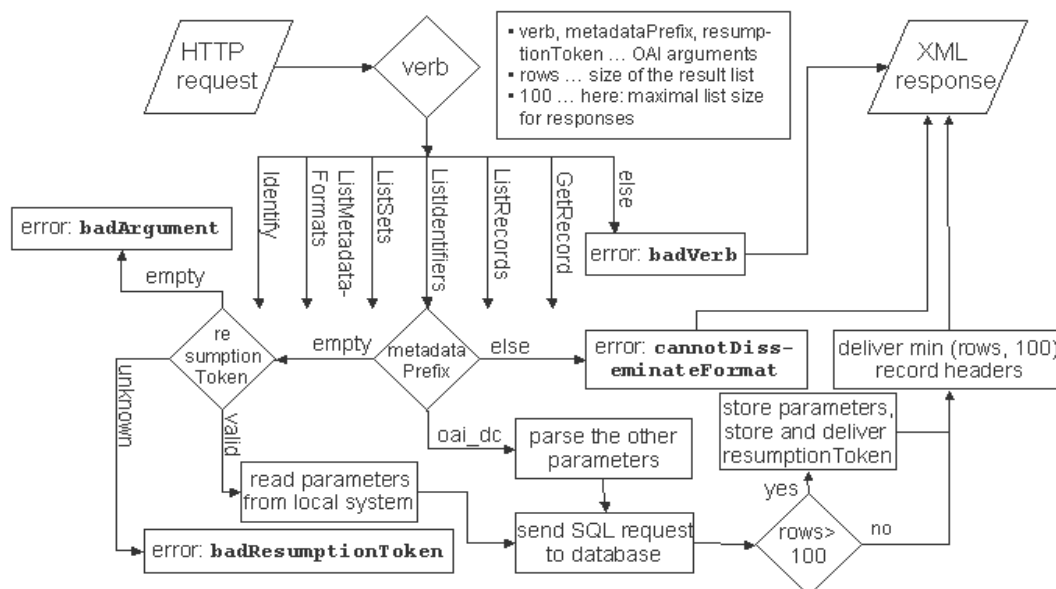 HTTP
request
verb
▪ verb, metadataPrefix, resump-
tionToken ... OAI arguments
▪ rows ... size of the result list
▪ 100 ... here: maximal list size
for responses
XML
response
Identify
ListMetadata-
Formats
ListSets
ListIdentifiers
ListRecords
GetRecord
else
error: badArgument
error: badVerb
empty
re
sumption
Token
empty
metadata
Prefix
else
error: cannotDiss-
eminateFormat
deliver min (rows, 100)
record headers
unknown
valid
oai_dc
parse the other
parameters
store parameters,
store and deliver
resumptionToken
read parameters
from local system
yes
send SQL request
to database
rows>
100
no
error: badResumptionToken